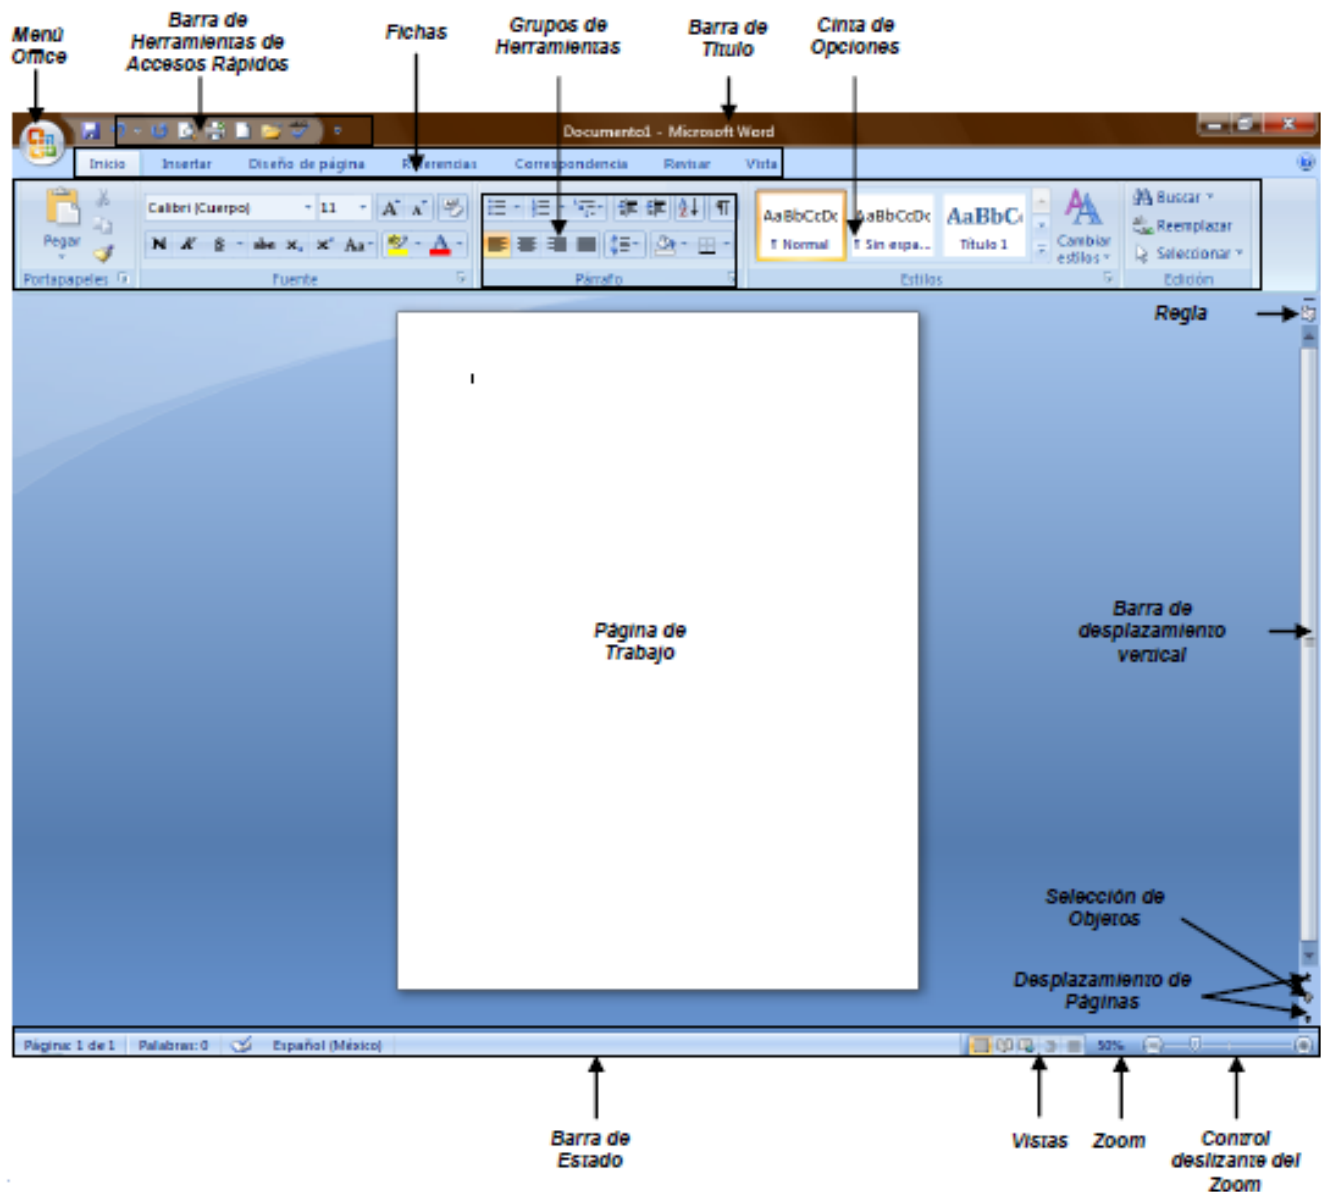 Menú
Office
Barra de
Herramientas de
Accesos Rápidos
Fichas
Grupos de
Herramientas
Barra de
Título
Cinta de
Opciones
Documento1 - Microsoft Word
Inicio
Insertar
Diseño de página
Referencias
Correspondencia
Revisar
Vista
Pegar
Portapapeles
Calibri (Cuerpo)
11
A A
N K S abc x, x² Aa A
Fuente
Párrafo
AaBbCcDc
¶ Normal
AaBbCcDc
¶ Sin espa...
AaBbC
Título 1
Cambiar
estilos
Estilos
Buscar
Reemplazar
Seleccionar
Edición
Regla
Página de
Trabajo
Barra de
desplazamiento
vertical
Selección de
Objetos
Desplazamiento de
Páginas
Página: 1 de 1
Palabras: 0
Español (México)
50%
Barra de
Estado
Vistas
Zoom
Control
deslizante del
Zoom